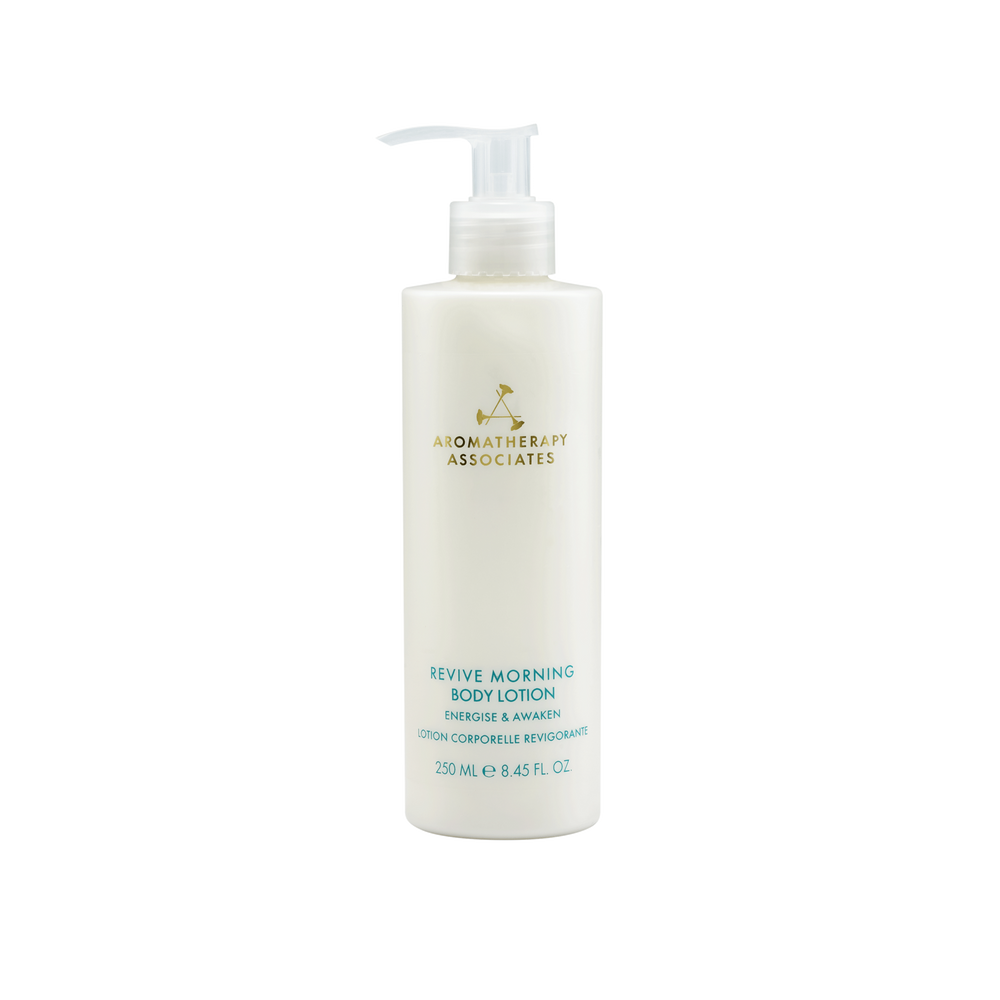 AROMATHERAPY
ASSOCIATES
REVIVE MORNING
BODY LOTION
ENERGISE & AWAKEN
LOTION CORPORELLE REVIGORANTE
250 ML ℮ 8.45 FL. OZ.